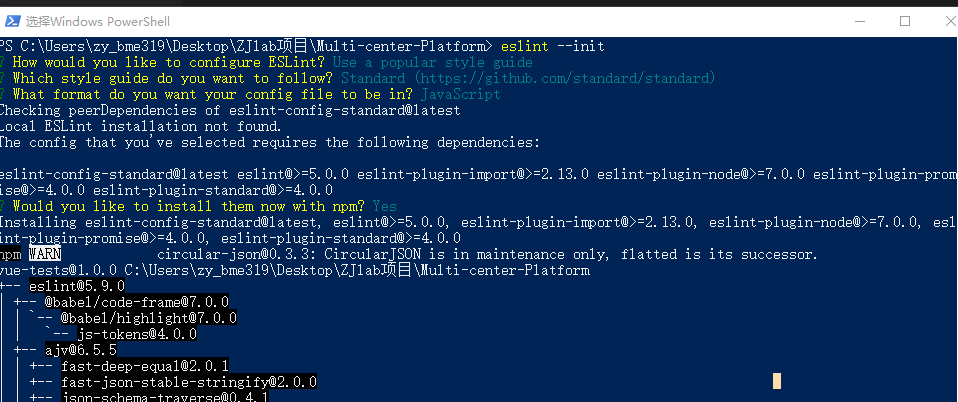 选择Windows PowerShell
PS C:\Users\zy_bme319\Desktop\ZJlab项目\Multi-center-Platform> eslint --init
? How would you like to configure ESLint? Use a popular style guide
? Which style guide do you want to follow? Standard (https://github.com/standard/standard)
? What format do you want your config file to be in? JavaScript
Checking peerDependencies of eslint-config-standard@latest
Local ESLint installation not found.
The config that you've selected requires the following dependencies:
eslint-config-standard@latest eslint@>=5.0.0 eslint-plugin-import@>=2.13.0 eslint-plugin-node@>=7.0.0 eslint-plugin-prom
ise@>=4.0.0 eslint-plugin-standard@>=4.0.0
? Would you like to install them now with npm? Yes
Installing eslint-config-standard@latest, eslint@>=5.0.0, eslint-plugin-import@>=2.13.0, eslint-plugin-node@>=7.0.0, esl
int-plugin-promise@>=4.0.0, eslint-plugin-standard@>=4.0.0
npm WARN circular-json@0.3.3: CircularJSON is in maintenance only, flatted is its successor.
vue-tests@1.0.0 C:\Users\zy_bme319\Desktop\ZJlab项目\Multi-center-Platform
+-- eslint@5.9.0
| +-- @babel/code-frame@7.0.0
| | `-- @babel/highlight@7.0.0
| |   `-- js-tokens@4.0.0
| +-- ajv@6.5.5
| | +-- fast-deep-equal@2.0.1
| | +-- fast-json-stable-stringify@2.0.0
| | +-- json-schema-traverse@0.4.1